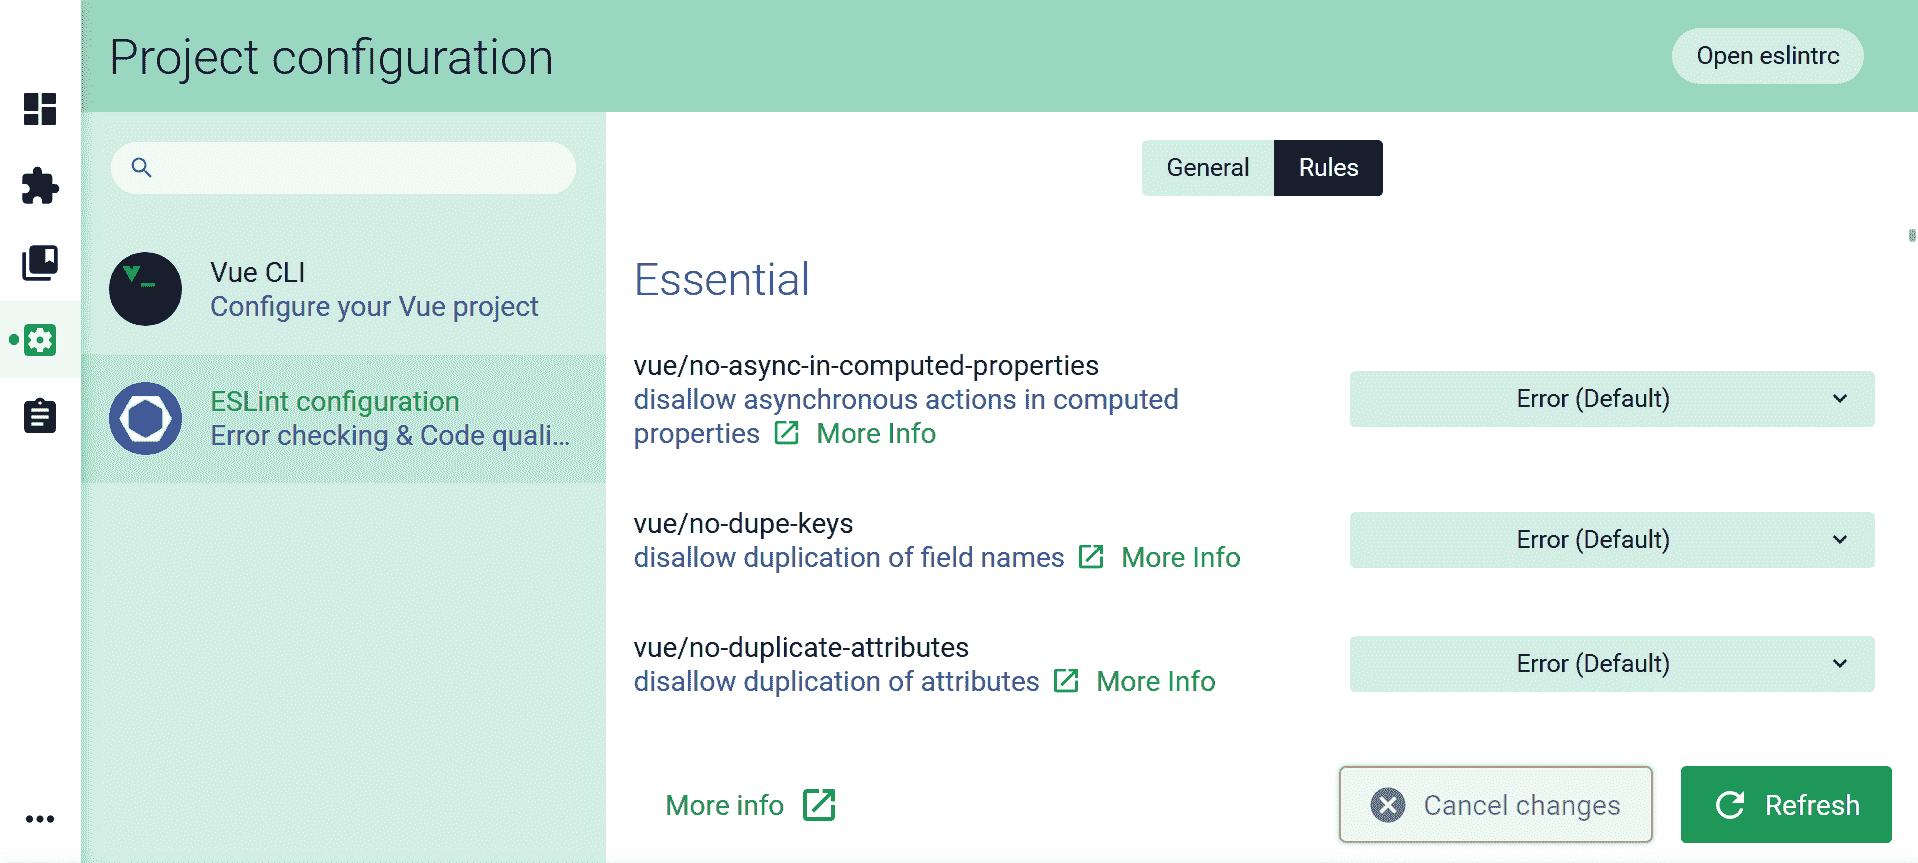 Project configuration
Open eslintrc
General
Rules
Vue CLI
Configure your Vue project
ESLint configuration
Error checking & Code quali...
Essential
vue/no-async-in-computed-properties
disallow asynchronous actions in computed
properties More Info
Error (Default)
vue/no-dupe-keys
disallow duplication of field names More Info
Error (Default)
vue/no-duplicate-attributes
disallow duplication of attributes More Info
Error (Default)
More info
Cancel changes
Refresh